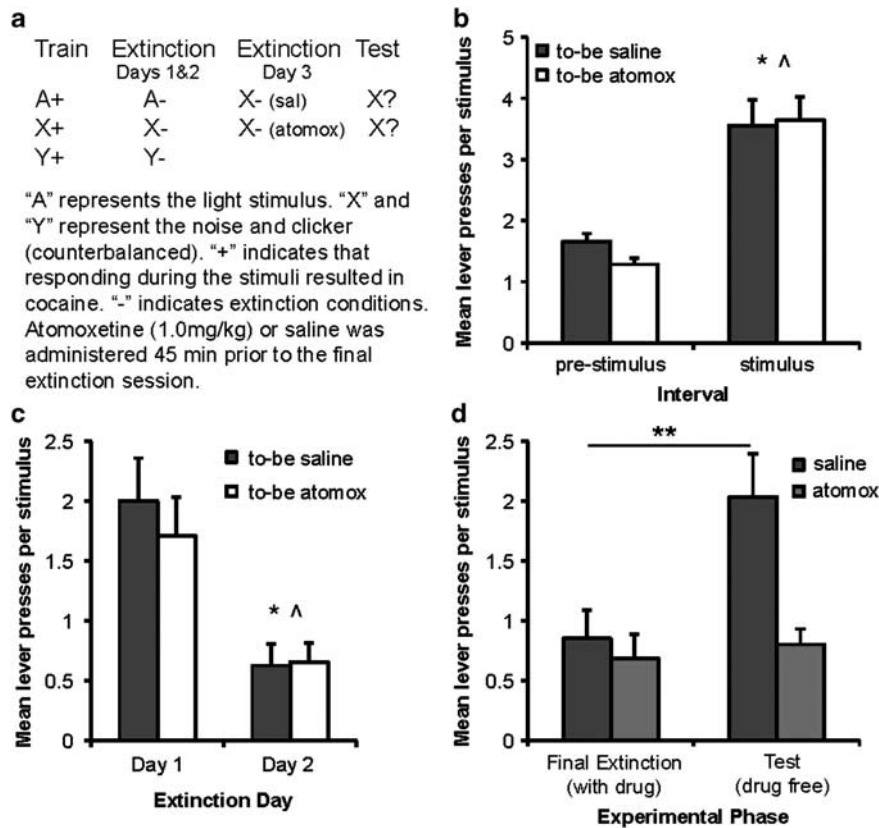 a
Train Extinction Extinction Test
Days 1&2 Day 3
A+ A- X- (sal) X?
X+ X- X- (atomox) X?
Y+ Y-
"A" represents the light stimulus. "X" and
"Y" represent the noise and clicker
(counterbalanced). "+" indicates that
responding during the stimuli resulted in
cocaine. "-" indicates extinction conditions.
Atomoxetine (1.0mg/kg) or saline was
administered 45 min prior to the final
extinction session.
b
Mean lever presses per stimulus
5
4
3
2
1
0
to-be saline
to-be atomox
* ^
pre-stimulus stimulus
Interval
c
Mean lever presses per stimulus
2.5
2
1.5
1
0.5
0
to-be saline
to-be atomox
* ^
Day 1 Day 2
Extinction Day
d
Mean lever presses per stimulus
2.5
2
1.5
1
0.5
0
**
saline
atomox
Final Extinction Test
(with drug) (drug free)
Experimental Phase